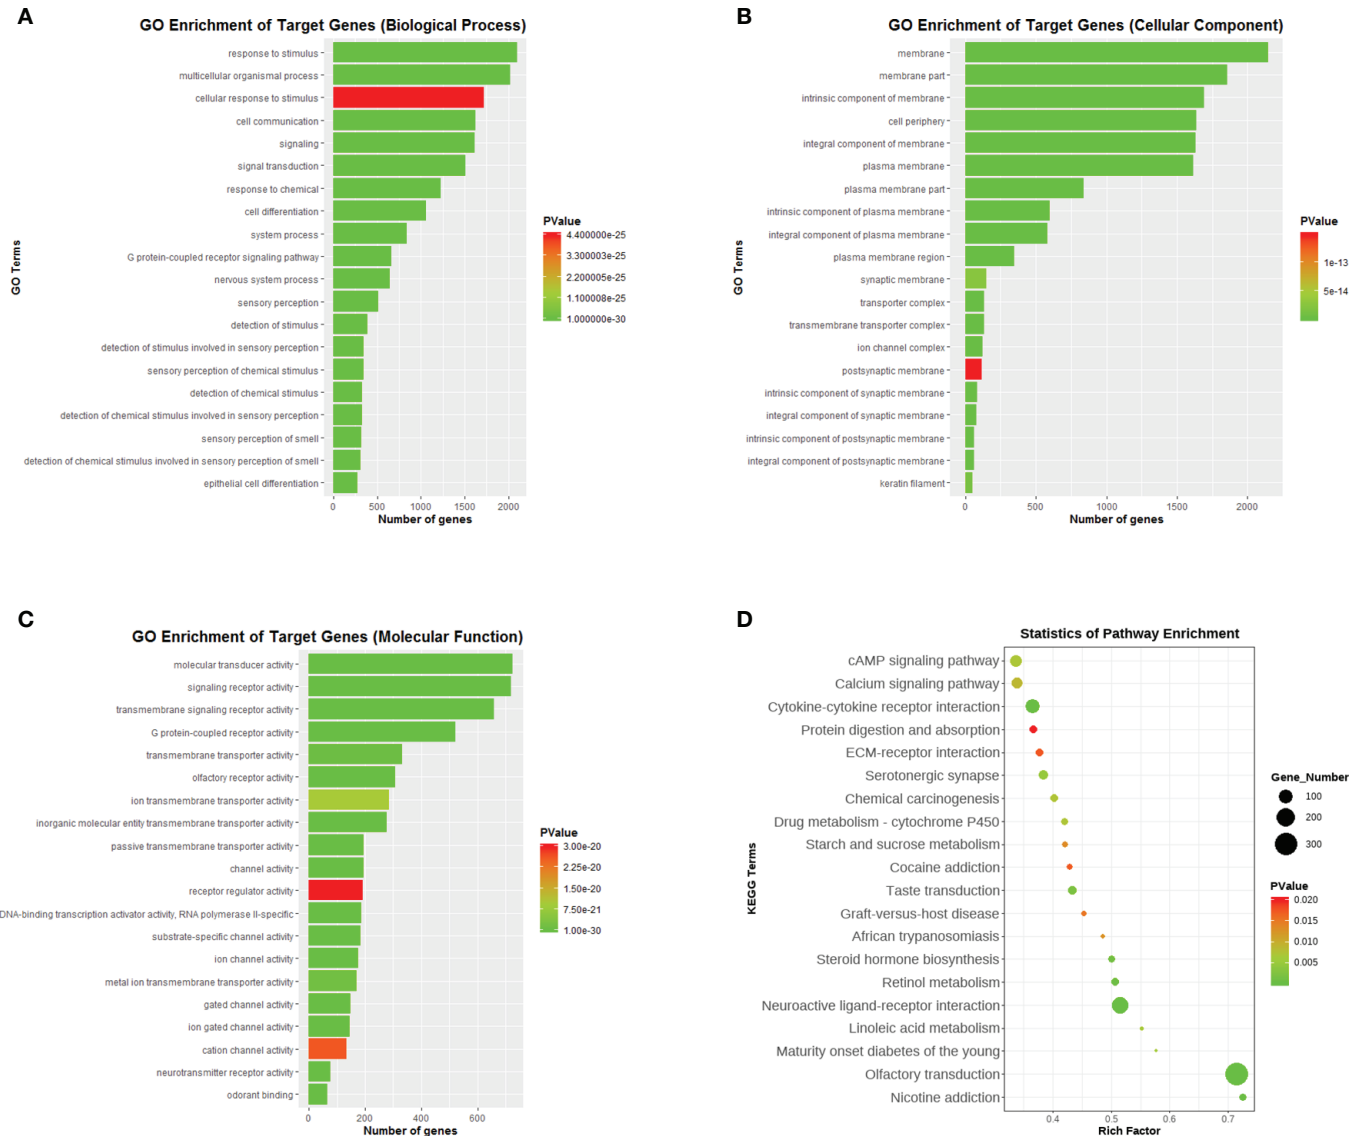 A
GO Enrichment of Target Genes (Biological Process)
response to stimulus
multicellular organismal process
cellular response to stimulus
cell communication
signaling
signal transduction
response to chemical
cell differentiation
system process
G protein-coupled receptor signaling pathway
nervous system process
sensory perception
detection of stimulus
detection of stimulus involved in sensory perception
sensory perception of chemical stimulus
detection of chemical stimulus
detection of chemical stimulus involved in sensory perception
sensory perception of smell
detection of chemical stimulus involved in sensory perception of smell
epithelial cell differentiation
GO Terms
0 500 1000 1500 2000
Number of genes
PValue
4.400000e-25
3.300003e-25
2.200005e-25
1.100008e-25
1.000000e-30
B
GO Enrichment of Target Genes (Cellular Component)
membrane
membrane part
intrinsic component of membrane
cell periphery
integral component of membrane
plasma membrane
plasma membrane part
intrinsic component of plasma membrane
integral component of plasma membrane
plasma membrane region
synaptic membrane
transporter complex
transmembrane transporter complex
ion channel complex
postsynaptic membrane
intrinsic component of synaptic membrane
integral component of synaptic membrane
intrinsic component of postsynaptic membrane
integral component of postsynaptic membrane
keratin filament
GO Terms
0 500 1000 1500 2000
Number of genes
PValue
1e-13
5e-14
C
GO Enrichment of Target Genes (Molecular Function)
molecular transducer activity
signaling receptor activity
transmembrane signaling receptor activity
G protein-coupled receptor activity
transmembrane transporter activity
olfactory receptor activity
ion transmembrane transporter activity
inorganic molecular entity transmembrane transporter activity
passive transmembrane transporter activity
channel activity
receptor regulator activity
DNA-binding transcription activator activity, RNA polymerase II-specific
substrate-specific channel activity
ion channel activity
metal ion transmembrane transporter activity
gated channel activity
ion gated channel activity
cation channel activity
neurotransmitter receptor activity
odorant binding
0 200 400 600
Number of genes
PValue
3.00e-20
2.25e-20
1.50e-20
7.50e-21
1.00e-30
D
Statistics of Pathway Enrichment
cAMP signaling pathway
Calcium signaling pathway
Cytokine-cytokine receptor interaction
Protein digestion and absorption
ECM-receptor interaction
Serotonergic synapse
Chemical carcinogenesis
Drug metabolism - cytochrome P450
Starch and sucrose metabolism
Cocaine addiction
Taste transduction
Graft-versus-host disease
African trypanosomiasis
Steroid hormone biosynthesis
Retinol metabolism
Neuroactive ligand-receptor interaction
Linoleic acid metabolism
Maturity onset diabetes of the young
Olfactory transduction
Nicotine addiction
KEGG Terms
0.4 0.5 0.6 0.7
Rich Factor
Gene_Number
100
200
300
PValue
0.020
0.015
0.010
0.005